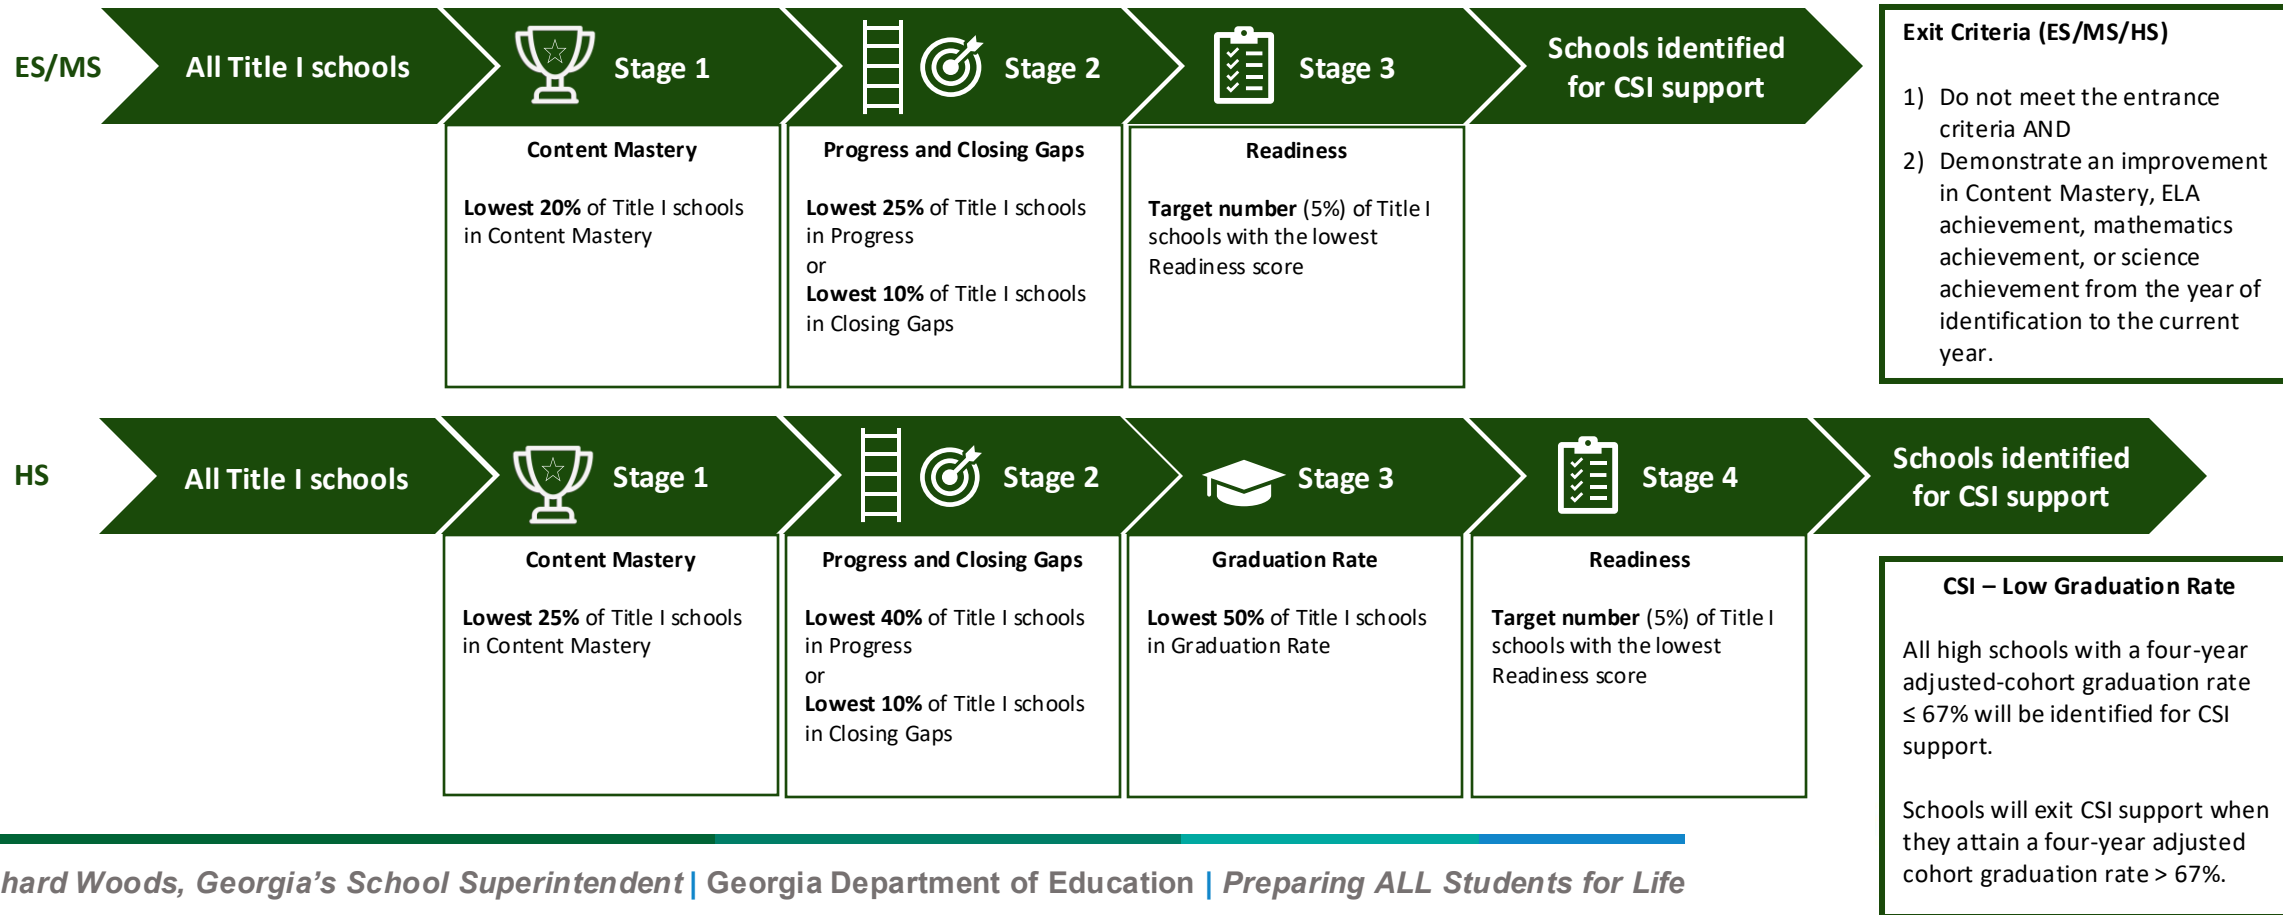 ES/MS
All Title I schools
Stage 1
Stage 2
Stage 3
Schools identified
for CSI support
Content Mastery
Lowest 20% of Title I schools
in Content Mastery
Progress and Closing Gaps
Lowest 25% of Title I schools
in Progress
or
Lowest 10% of Title I schools
in Closing Gaps
Readiness
Target number (5%) of Title I
schools with the lowest
Readiness score
Exit Criteria (ES/MS/HS)
1) Do not meet the entrance
criteria AND
2) Demonstrate an improvement
in Content Mastery, ELA
achievement, mathematics
achievement, or science
achievement from the year of
identification to the current
year.
HS
All Title I schools
Stage 1
Stage 2
Stage 3
Stage 4
Schools identified
for CSI support
Content Mastery
Lowest 25% of Title I schools
in Content Mastery
Progress and Closing Gaps
Lowest 40% of Title I schools
in Progress
or
Lowest 10% of Title I schools
in Closing Gaps
Graduation Rate
Lowest 50% of Title I schools
in Graduation Rate
Readiness
Target number (5%) of Title I
schools with the lowest
Readiness score
CSI – Low Graduation Rate
All high schools with a four-year
adjusted-cohort graduation rate
≤ 67% will be identified for CSI
support.
Schools will exit CSI support when
they attain a four-year adjusted
cohort graduation rate > 67%.
hard Woods, Georgia's School Superintendent | Georgia Department of Education | Preparing ALL Students for Life